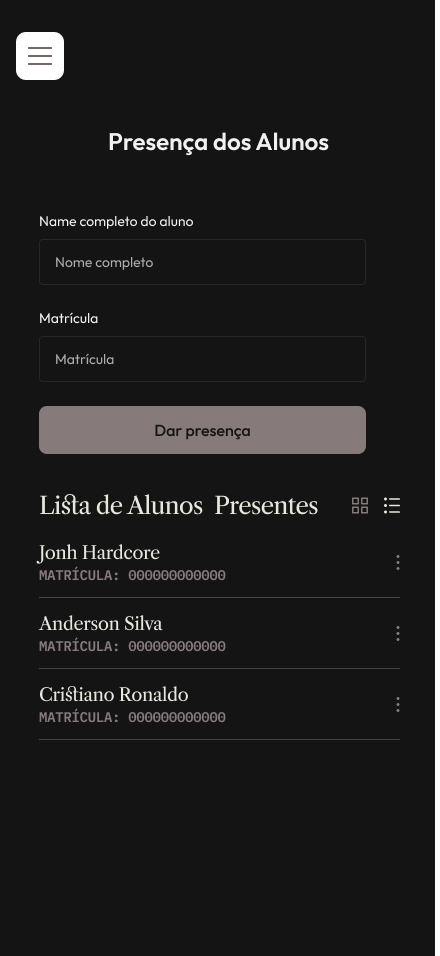 Presença dos Alunos
Name completo do aluno
Nome completo
Matrícula
Matrícula
Dar presença
Lista de Alunos Presentes
Jonh Hardcore
MATRÍCULA: 000000000000
Anderson Silva
MATRÍCULA: 000000000000
Cristiano Ronaldo
MATRÍCULA: 000000000000